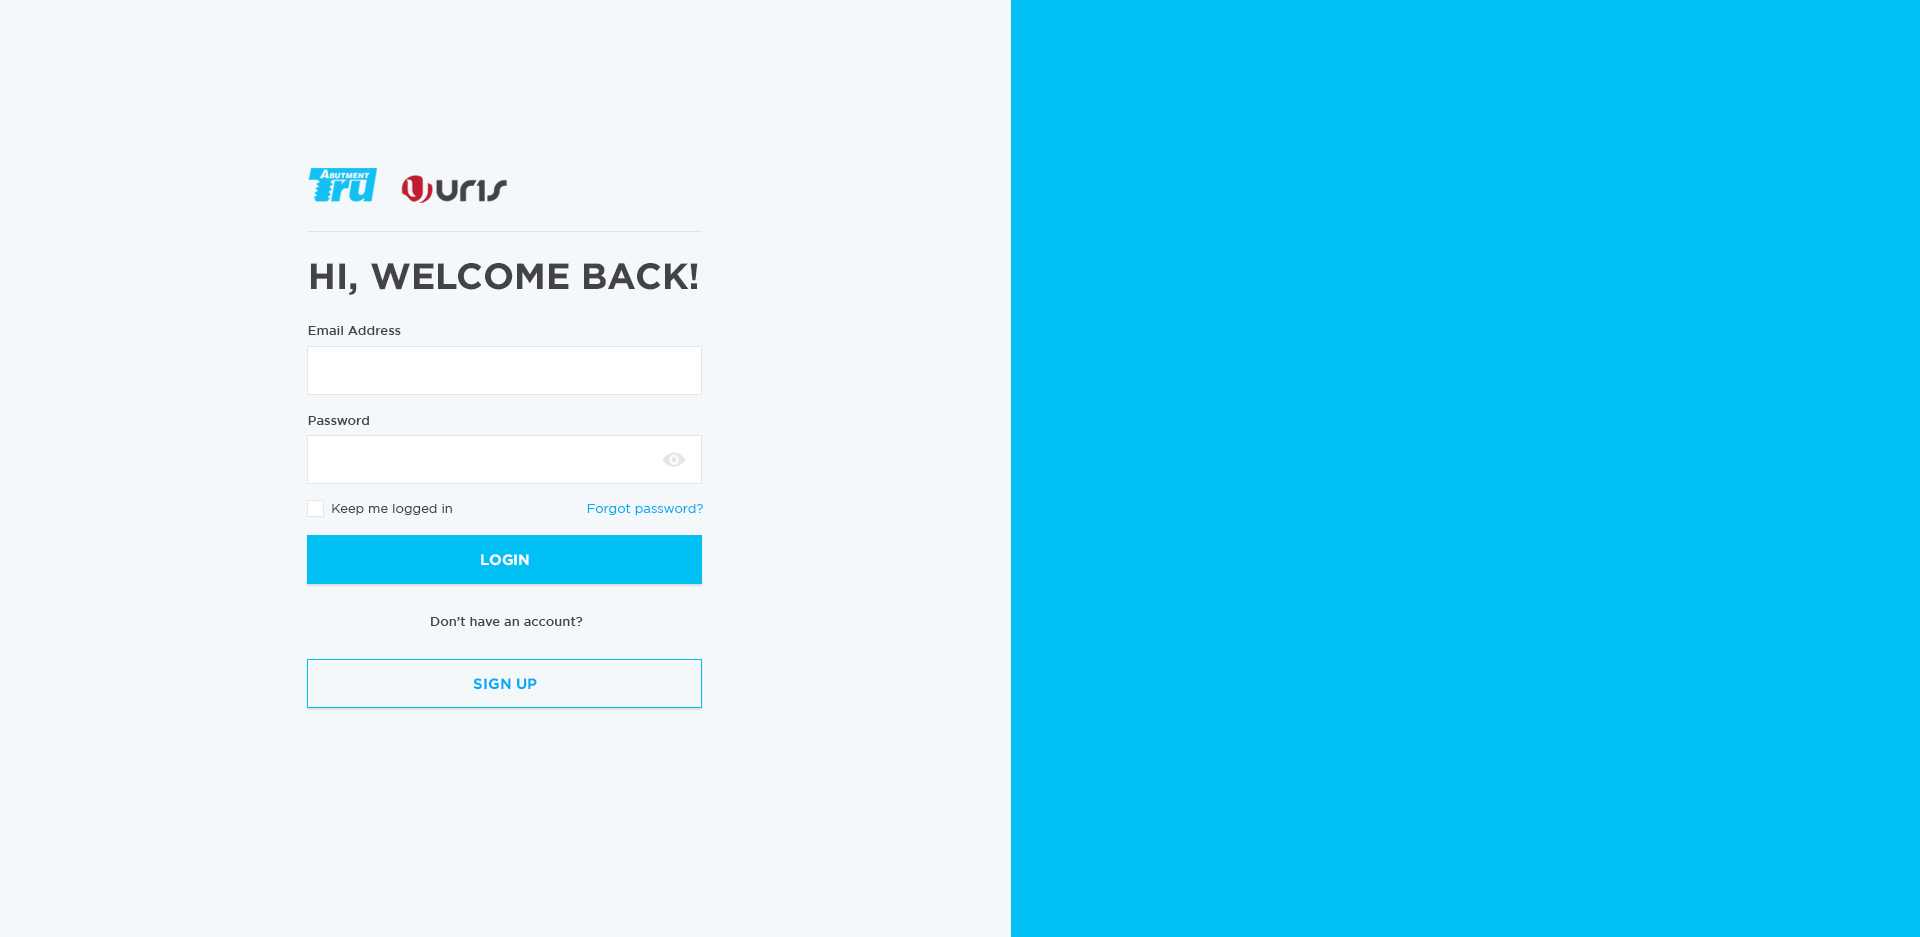 ABUTMENT
Tru
uris
HI, WELCOME BACK!
Email Address
Password
Keep me logged in
Forgot password?
LOGIN
Don’t have an account?
SIGN UP